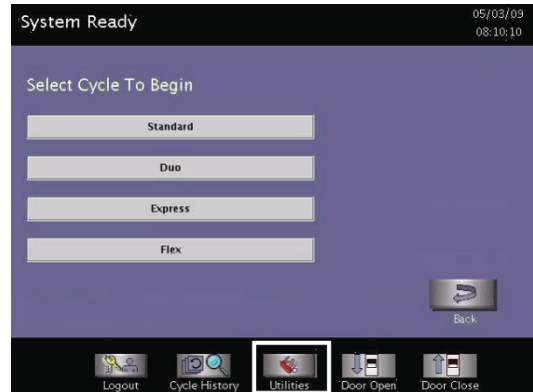 System Ready
05/03/09
08:10:10
Select Cycle To Begin
Standard
Duo
Express
Flex
Back
Logout
Cycle History
Utilities
Door Open
Door Close